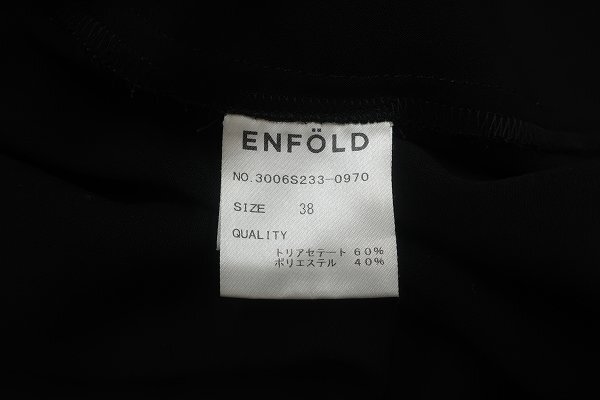 ENFÖLD
NO.3006S233-0970
SIZE 38
QUALITY
トリアセテート 60%
ポリエステル 40%